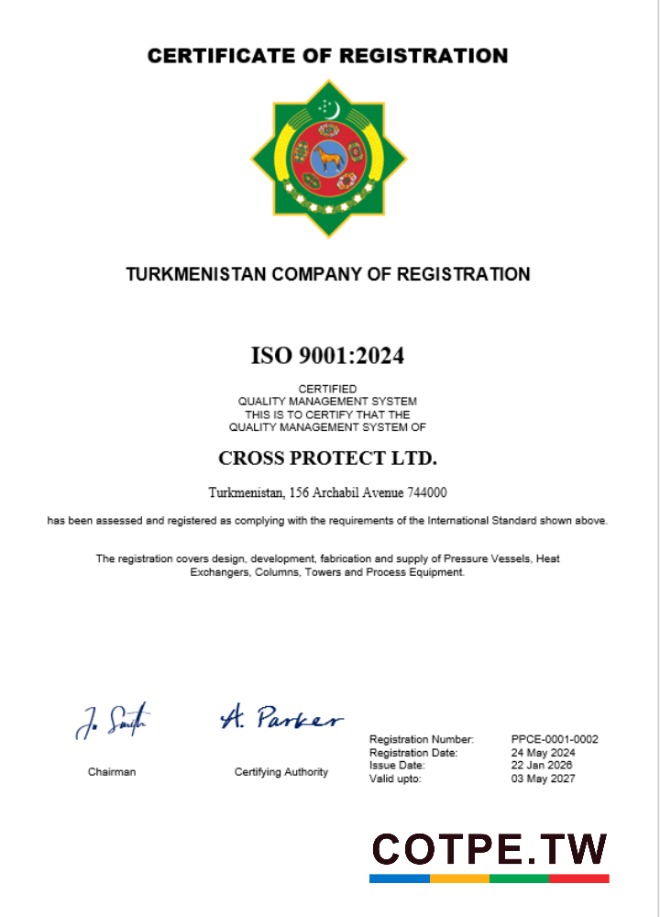 CERTIFICATE OF REGISTRATION
TURKMENISTAN COMPANY OF REGISTRATION
ISO 9001:2024
CERTIFIED
QUALITY MANAGEMENT SYSTEM
THIS IS TO CERTIFY THAT THE
QUALITY MANAGEMENT SYSTEM OF
CROSS PROTECT LTD.
Turkmenistan, 156 Archabil Avenue 744000
has been assessed and registered as complying with the requirements of the International Standard shown above.
The registration covers design, development, fabrication and supply of Pressure Vessels, Heat
Exchangers, Columns, Towers and Process Equipment.
J. Smith
A. Parker
Chairman
Certifying Authority
Registration Number: PPCE-0001-0002
Registration Date: 24 May 2024
Issue Date: 22 Jan 2026
Valid upto: 03 May 2027
COTPE.TW